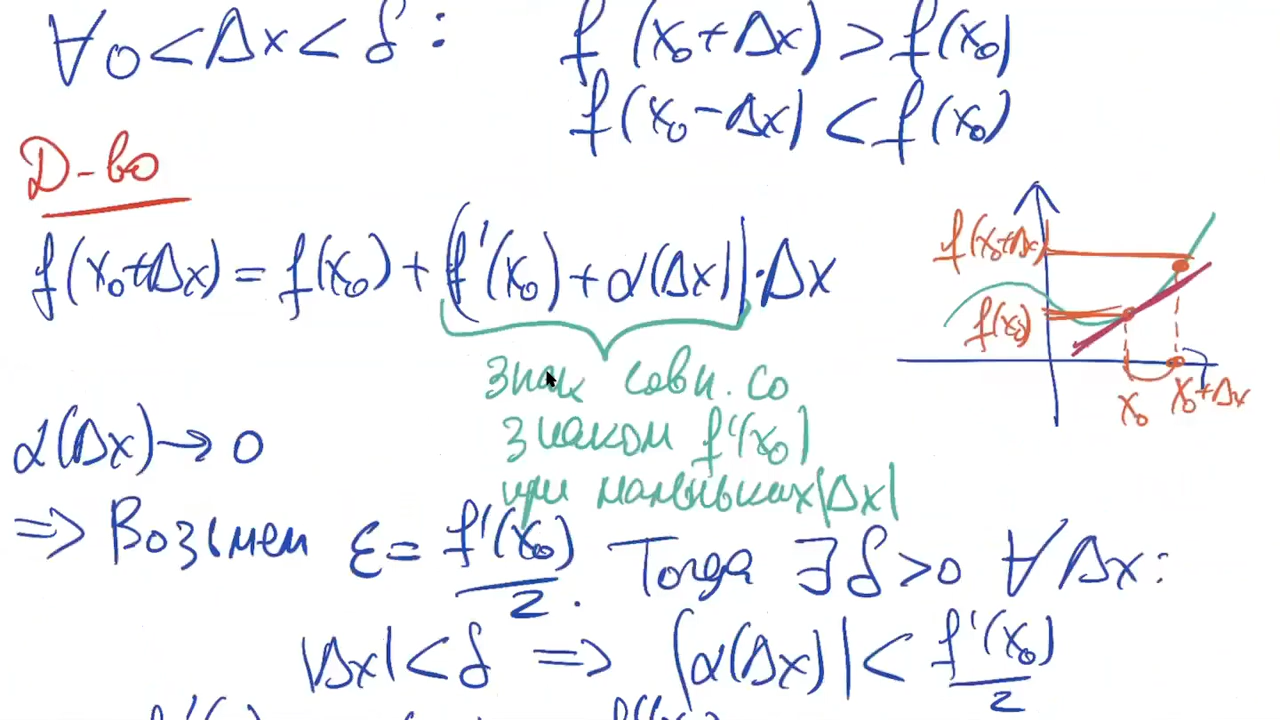 ∀ 0 < Δx < δ : f(x₀+Δx) > f(x₀)
f(x₀-Δx) < f(x₀)
Д-во
f(x₀+Δx) = f(x₀) + (f'(x₀) + α(Δx))·Δx
знак совп. со
знаком f'(x₀)
при маленьких |Δx|
f(x₀+Δx)
f(x₀)
x₀
x₀+Δx
α(Δx) → 0
=> Возьмем ε = f'(x₀)/2. Тогда ∃ δ > 0 ∀ Δx:
|Δx| < δ => |α(Δx)| < f'(x₀)/2